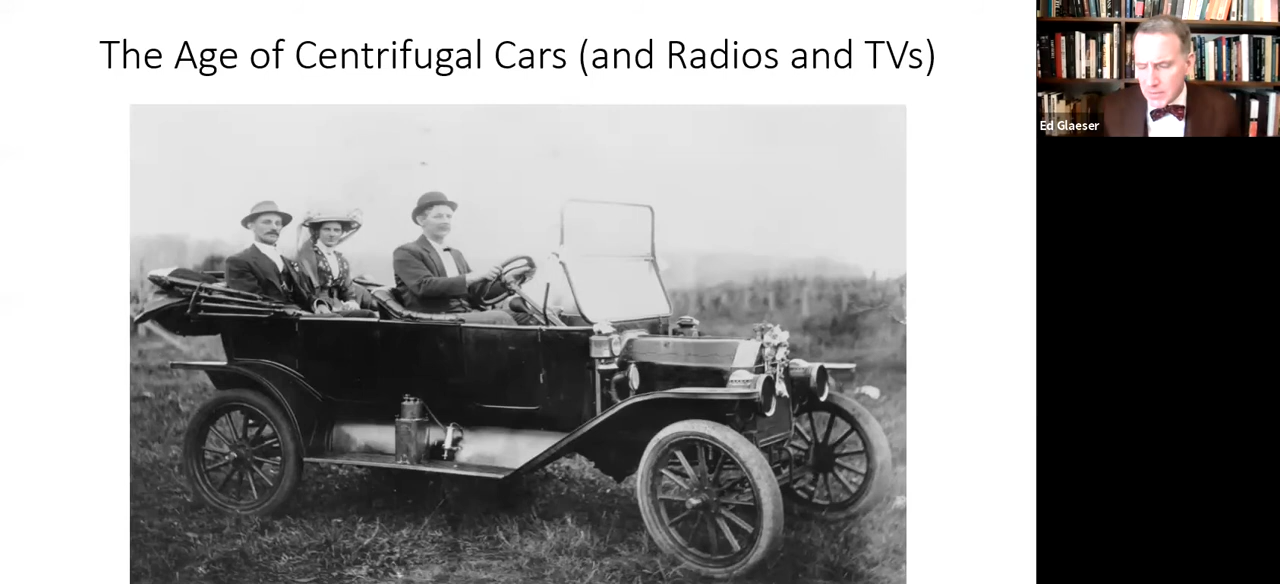 The Age of Centrifugal Cars (and Radios and TVs)
Ed Glaeser